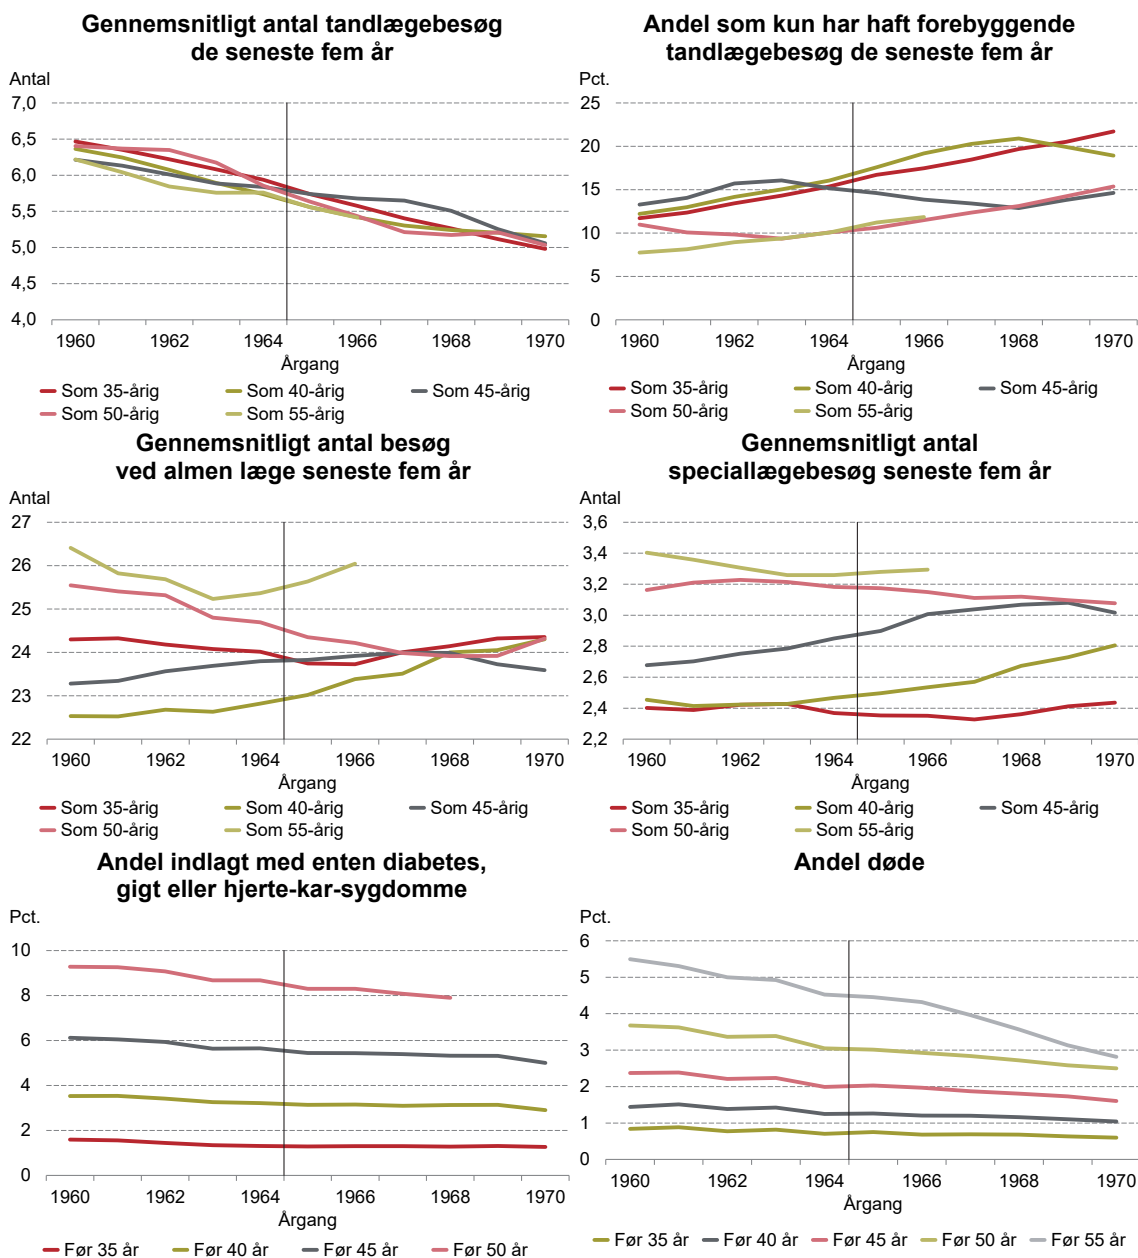 Gennemsnitligt antal tandlægebesøg
de seneste fem år
Antal
7,0
6,5
6,0
5,5
5,0
4,5
4,0
1960 1962 1964 1966 1968 1970
Årgang
Som 35-årig Som 40-årig Som 45-årig
Som 50-årig Som 55-årig
Andel som kun har haft forebyggende
tandlægebesøg de seneste fem år
Pct.
25
20
15
10
5
0
1960 1962 1964 1966 1968 1970
Årgang
Som 35-årig Som 40-årig Som 45-årig
Som 50-årig Som 55-årig
Gennemsnitligt antal besøg
ved almen læge seneste fem år
Antal
27
26
25
24
23
22
1960 1962 1964 1966 1968 1970
Årgang
Som 35-årig Som 40-årig Som 45-årig
Som 50-årig Som 55-årig
Gennemsnitligt antal
speciallægebesøg seneste fem år
Antal
3,6
3,4
3,2
3,0
2,8
2,6
2,4
2,2
1960 1962 1964 1966 1968 1970
Årgang
Som 35-årig Som 40-årig Som 45-årig
Som 50-årig Som 55-årig
Andel indlagt med enten diabetes,
gigt eller hjerte-kar-sygdomme
Pct.
10
8
6
4
2
0
1960 1962 1964 1966 1968 1970
Årgang
Før 35 år Før 40 år Før 45 år Før 50 år
Andel døde
Pct.
6
5
4
3
2
1
0
1960 1962 1964 1966 1968 1970
Årgang
Før 35 år Før 40 år Før 45 år Før 50 år Før 55 år